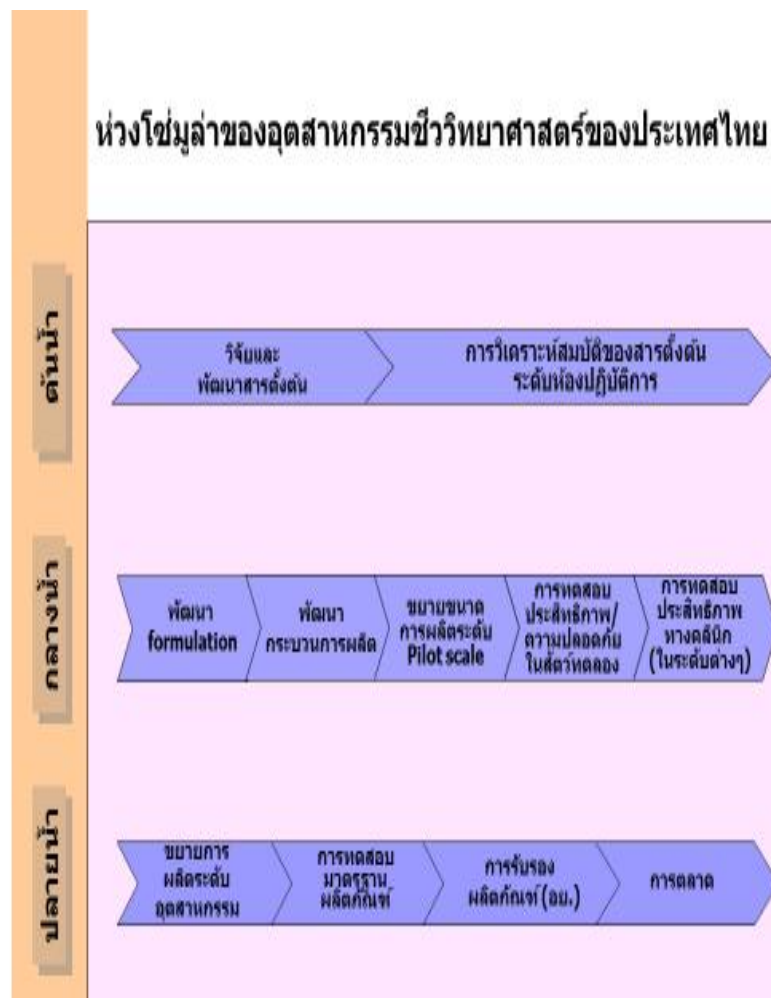 ห่วงโซ่มูลค่าของอุตสาหกรรมชีววิทยาศาสตร์ของประเทศไทย
ต้นน้ำ
วิจัยและ
พัฒนาสารตั้งต้น
การวิเคราะห์สมบัติของสารตั้งต้น
ระดับห้องปฏิบัติการ
กลางน้ำ
พัฒนา
formulation
พัฒนา
กระบวนการผลิต
ขยายขนาด
การผลิตระดับ
Pilot scale
การทดสอบ
ประสิทธิภาพ/
ความปลอดภัย
ในสัตว์ทดลอง
การทดสอบ
ประสิทธิภาพ
ทางคลินิก
(ในระดับต่างๆ)
ปลายน้ำ
ขยายการ
ผลิตระดับ
อุตสาหกรรม
การทดสอบ
มาตรฐาน
ผลิตภัณฑ์
การรับรอง
ผลิตภัณฑ์ (อย.)
การตลาด